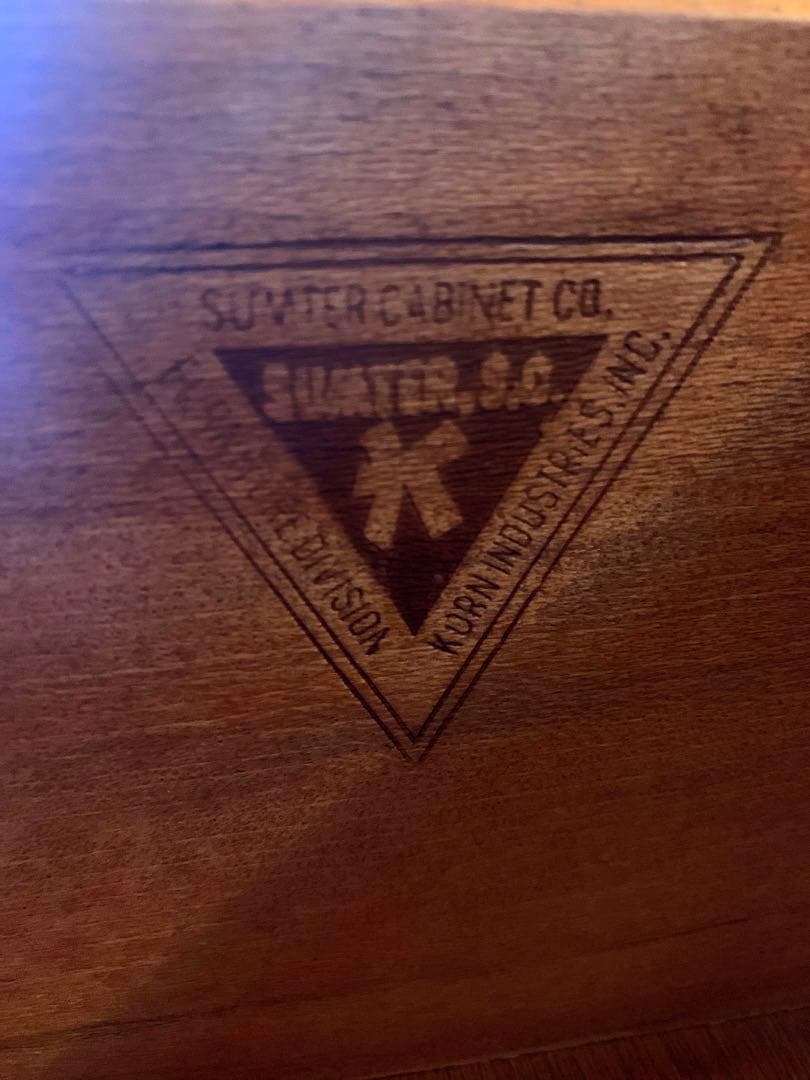 SUMTER CABINET CO.
SUMTER, S.C.
K
DIVISION
KORN INDUSTRIES, INC.